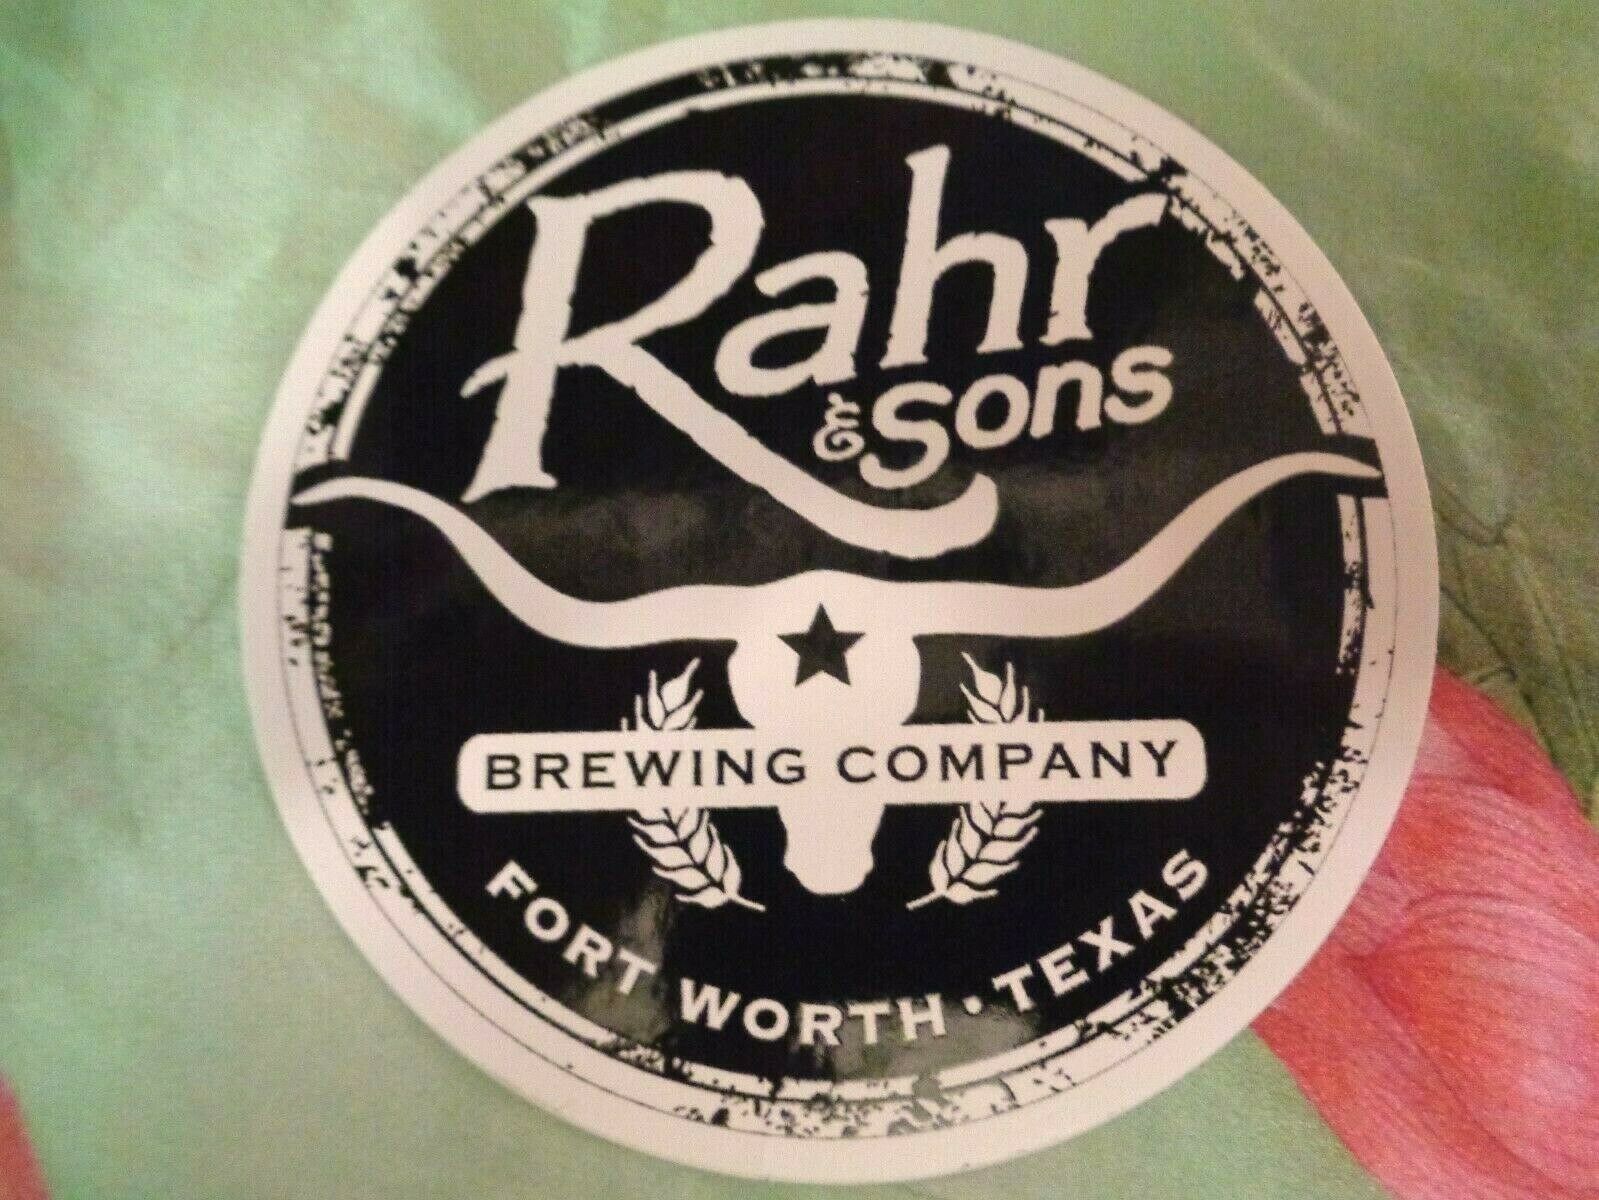 Rahr
& Sons
BREWING COMPANY
FORT WORTH · TEXAS